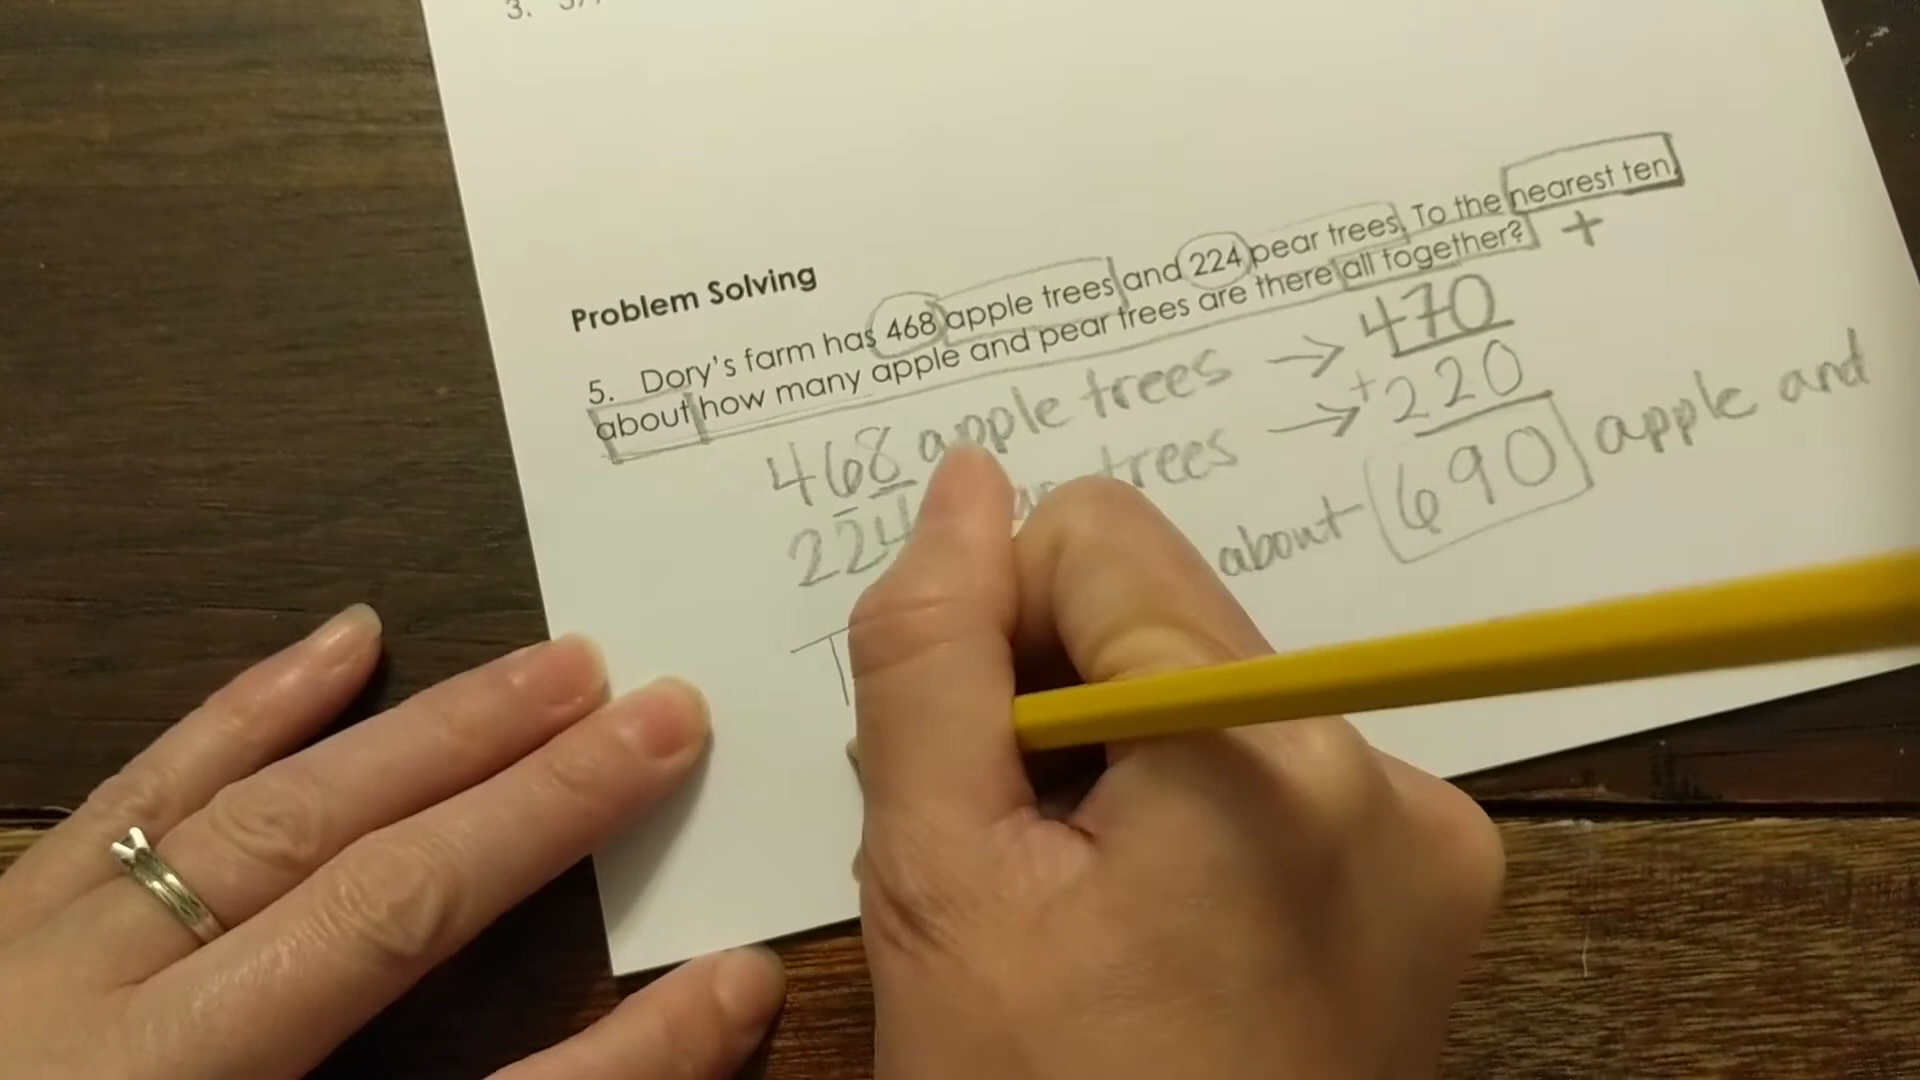 3.
Problem Solving
5. Dory's farm has 468 apple trees and 224 pear trees. To the nearest ten,
about how many apple and pear trees are there all together? +
468 apple trees → 470
224 trees → + 220
about 690 apple and
T